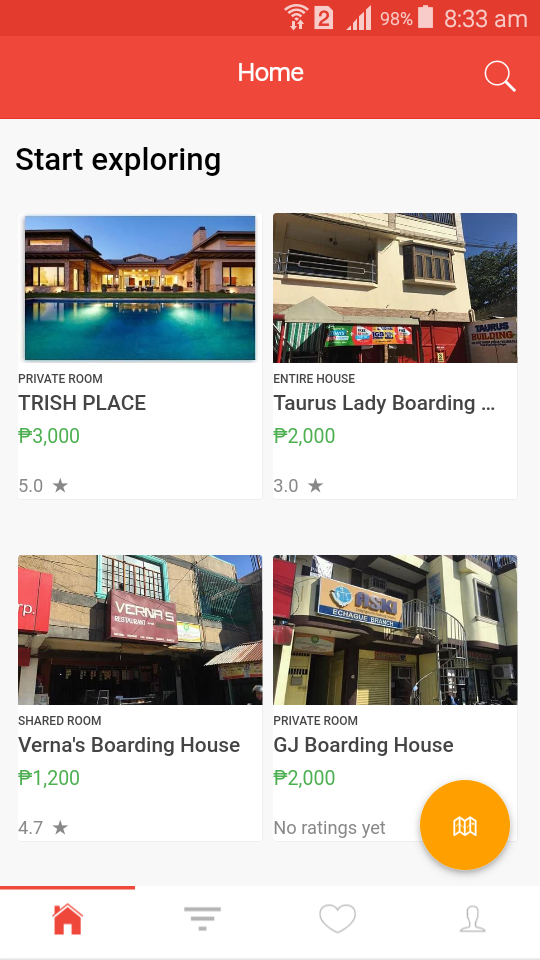 2 98% 8:33 am
Home
Start exploring
TAURUS
BUILDING
PRIVATE ROOM
TRISH PLACE
₱3,000
5.0 ★
ENTIRE HOUSE
Taurus Lady Boarding ...
₱2,000
3.0 ★
rp.
VERNA'S
RESTAURANT
ASKI
ECHAGUE BRANCH
SHARED ROOM
Verna's Boarding House
₱1,200
4.7 ★
PRIVATE ROOM
GJ Boarding House
₱2,000
No ratings yet